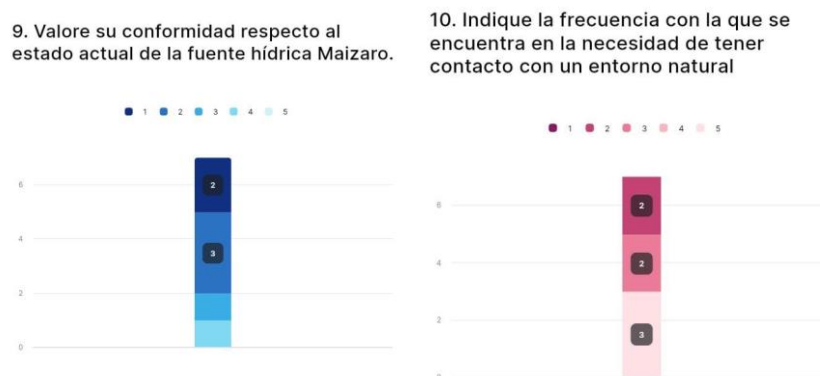 9. Valore su conformidad respecto al
estado actual de la fuente hídrica Maizaro.
1 2 3 4 5
6
2
4
3
2
0
10. Indique la frecuencia con la que se
encuentra en la necesidad de tener
contacto con un entorno natural
1 2 3 4 5
6
2
4
2
2
3
0